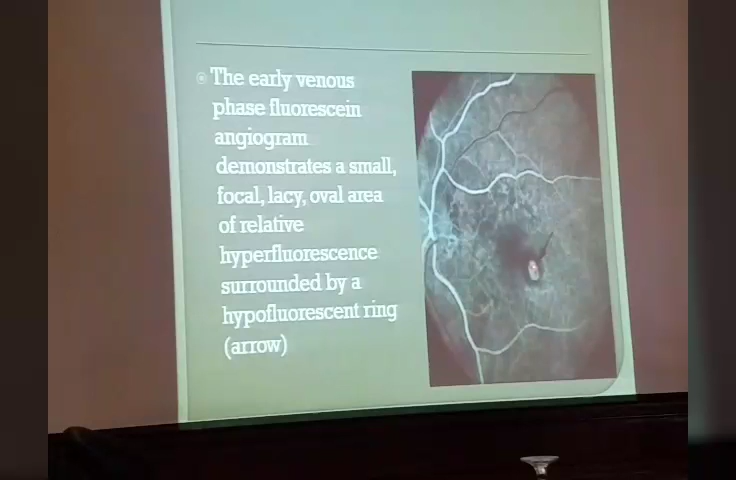 The early venous
phase fluorescein
angiogram
demonstrates a small,
focal, lacy, oval area
of relative
hyperfluorescence
surrounded by a
hypofluorescent ring
(arrow)